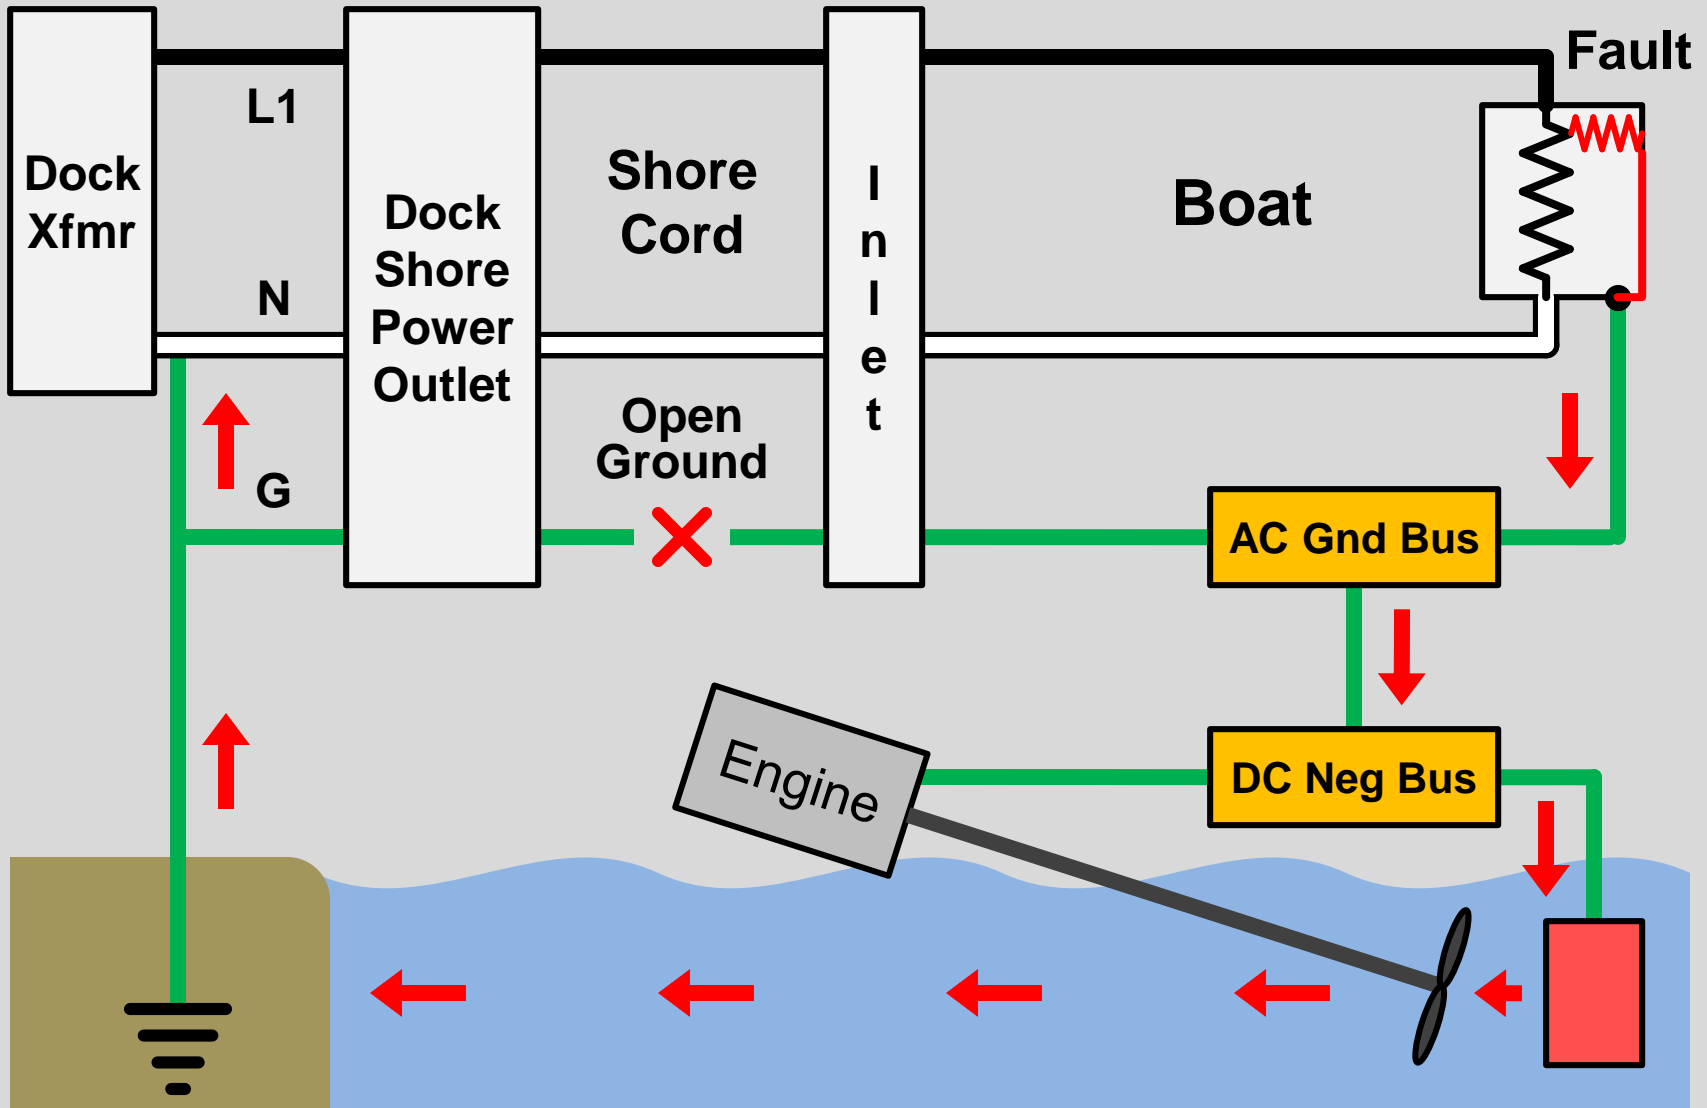 Dock
Xfmr
L1
N
G
Dock
Shore
Power
Outlet
Shore
Cord
Open
Ground
I
n
l
e
t
Boat
Fault
AC Gnd Bus
DC Neg Bus
Engine